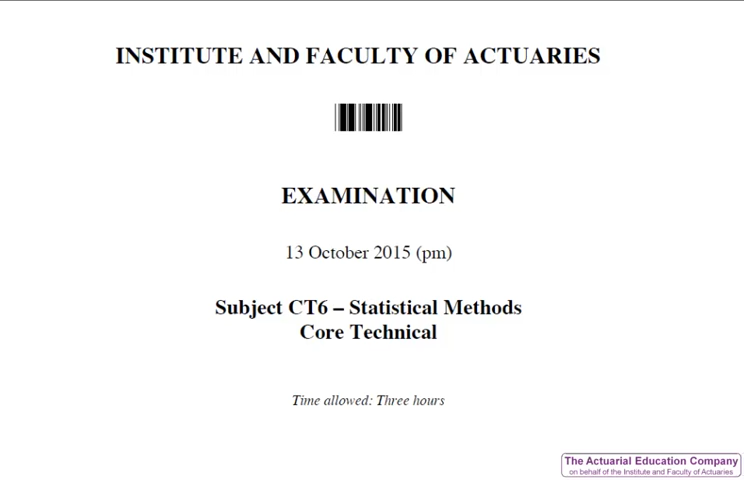 INSTITUTE AND FACULTY OF ACTUARIES
EXAMINATION
13 October 2015 (pm)
Subject CT6 – Statistical Methods
Core Technical
Time allowed: Three hours
The Actuarial Education Company
on behalf of the Institute and Faculty of Actuaries